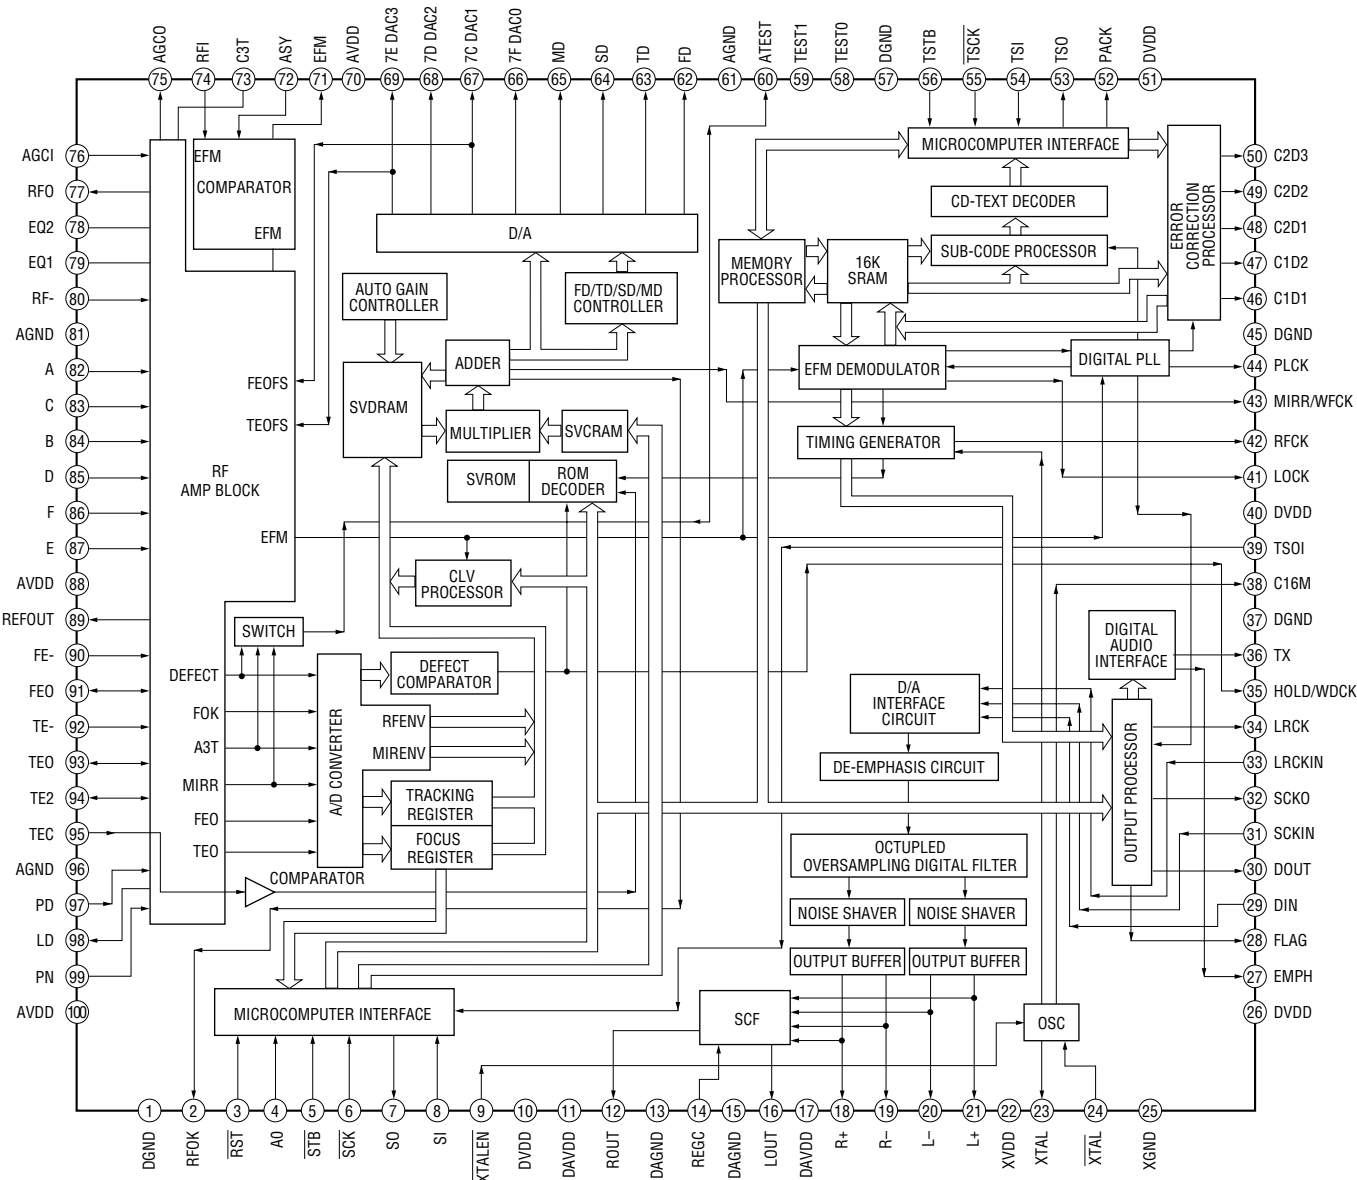 AGCO
RFI
C3T
ASY
EFM
AVDD
7E DAC3
7D DAC2
7C DAC1
7F DAC0
MD
SD
TD
FD
AGND
ATEST
TEST1
TEST0
DGND
TSTB
TSCK
TSI
TSO
PACK
DVDD
75
74
73
72
71
70
69
68
67
66
65
64
63
62
61
60
59
58
57
56
55
54
53
52
51
AGCI 76
RFO 77
EQ2 78
EQ1 79
RF- 80
AGND 81
A 82
C 83
B 84
D 85
F 86
E 87
AVDD 88
REFOUT 89
FE- 90
FEO 91
TE- 92
TEO 93
TE2 94
TEC 95
AGND 96
PD 97
LD 98
PN 99
AVDD 100
EFM
COMPARATOR
EFM
RF
AMP BLOCK
FEOFS
TEOFS
EFM
DEFECT
FOK
A3T
MIRR
FEO
TEO
SWITCH
COMPARATOR
A/D CONVERTER
D/A
AUTO GAIN
CONTROLLER
FD/TD/SD/MD
CONTROLLER
ADDER
SVDRAM
MULTIPLIER
SVCRAM
SVROM
ROM
DECODER
CLV
PROCESSOR
DEFECT
COMPARATOR
RFENV
MIRENV
TRACKING
REGISTER
FOCUS
REGISTER
MICROCOMPUTER INTERFACE
MICROCOMPUTER INTERFACE
CD-TEXT DECODER
SUB-CODE PROCESSOR
MEMORY
PROCESSOR
16K
SRAM
ERROR
CORRECTION
PROCESSOR
EFM DEMODULATOR
DIGITAL PLL
TIMING GENERATOR
DIGITAL
AUDIO
INTERFACE
D/A
INTERFACE
CIRCUIT
DE-EMPHASIS CIRCUIT
OUTPUT PROCESSOR
OCTUPLED
OVERSAMPLING DIGITAL FILTER
NOISE SHAVER
NOISE SHAVER
OUTPUT BUFFER
OUTPUT BUFFER
SCF
OSC
50 C2D3
49 C2D2
48 C2D1
47 C1D2
46 C1D1
45 DGND
44 PLCK
43 MIRR/WFCK
42 RFCK
41 LOCK
40 DVDD
39 TSOI
38 C16M
37 DGND
36 TX
35 HOLD/WDCK
34 LRCK
33 LRCKIN
32 SCKO
31 SCKIN
30 DOUT
29 DIN
28 FLAG
27 EMPH
26 DVDD
1
2
3
4
5
6
7
8
9
10
11
12
13
14
15
16
17
18
19
20
21
22
23
24
25
DGND
RFOK
RST
A0
STB
SCK
SO
SI
XTALEN
DVDD
DAVDD
ROUT
DAGND
REGC
DAGND
LOUT
DAVDD
R+
R−
L−
L+
XVDD
XTAL
XTAL
XGND